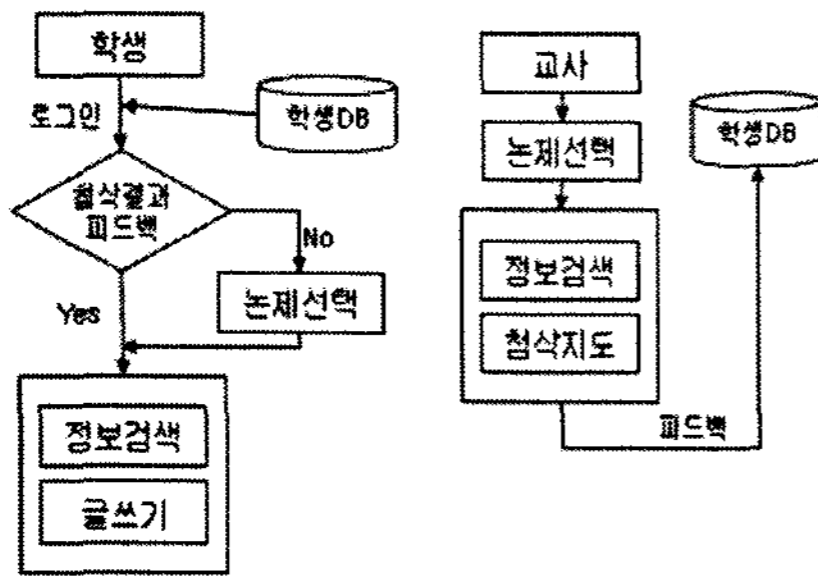 학생
로그인
학생DB
첨삭결과
피드백
No
Yes
논제선택
정보검색
글쓰기
교사
논제선택
학생DB
정보검색
첨삭지도
피드백